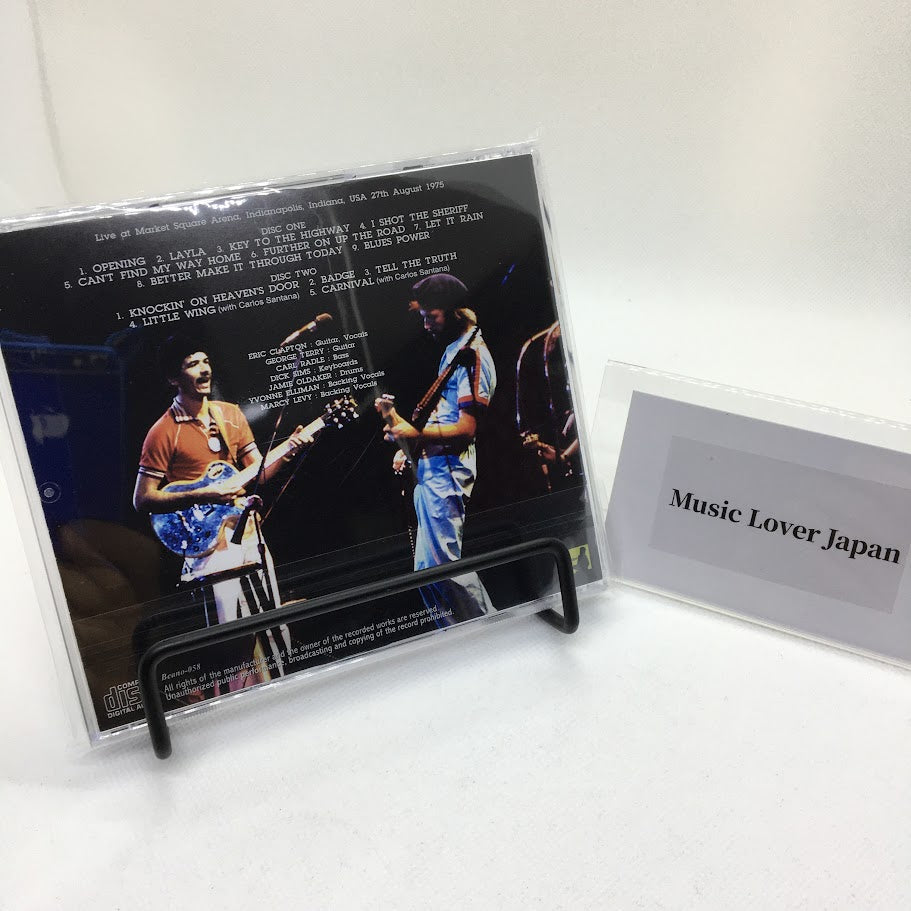 Live at Market Square Arena, Indianapolis, Indiana, USA 27th August 1975
DISC ONE
1. OPENING 2. LAYLA 3. KEY TO THE HIGHWAY 4. I SHOT THE SHERIFF
5. CAN'T FIND MY WAY HOME 6. FURTHER ON UP THE ROAD 7. LET IT RAIN
8. BETTER MAKE IT THROUGH TODAY 9. BLUES POWER
DISC TWO
1. KNOCKIN' ON HEAVEN'S DOOR 2. BADGE 3. TELL THE TRUTH
4. LITTLE WING (with Carlos Santana) 5. CARNIVAL (with Carlos Santana)
ERIC CLAPTON : Guitar, Vocals
GEORGE TERRY : Guitar
CARL RADLE : Bass
DICK SIMS : Keyboards
JAMIE OLDAKER : Drums
YVONNE ELLIMAN : Backing Vocals
MARCY LEVY : Backing Vocals
Beano-058
All rights of the manufacturer and the owner of the recorded works are reserved.
Unauthorized public performance, broadcasting and copying of the record prohibited.
DIGITAL
Music Lover Japan